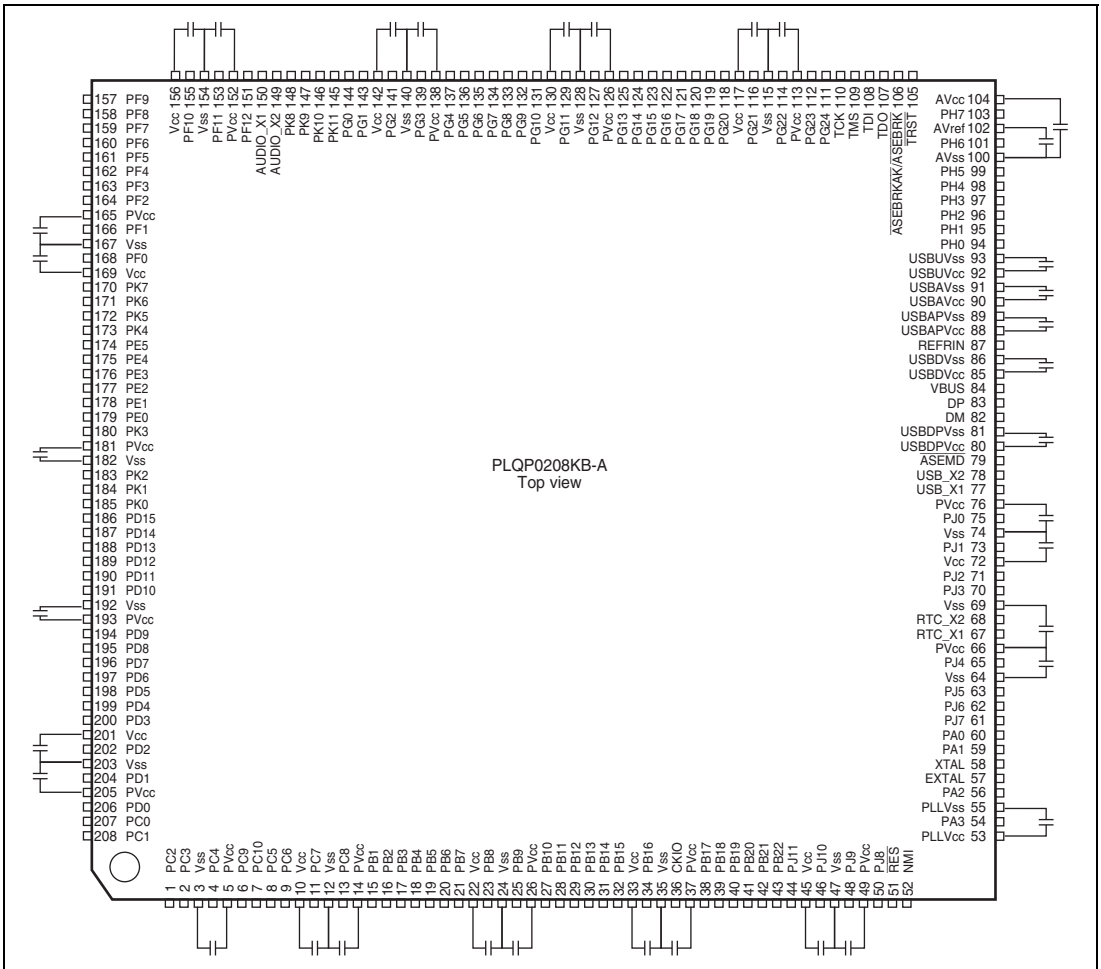 Vcc 156
PF10 155
Vss 154
PF11 153
PVcc 152
PF12 151
AUDIO_X1 150
AUDIO_X2 149
PK8 148
PK9 147
PK10 146
PK11 145
PG0 144
PG1 143
Vcc 142
PG2 141
Vss 140
PG3 139
PVcc 138
PG4 137
PG5 136
PG6 135
PG7 134
PG8 133
PG9 132
PG10 131
Vcc 130
PG11 129
Vss 128
PG12 127
PVcc 126
PG13 125
PG14 124
PG15 123
PG16 122
PG17 121
PG18 120
PG19 119
PG20 118
Vcc 117
PG21 116
Vss 115
PG22 114
PVcc 113
PG23 112
PG24 111
TCK 110
TMS 109
TDI 108
TDO 107
ASEBRKAK/ASEBRK 106
TRST 105
157 PF9
158 PF8
159 PF7
160 PF6
161 PF5
162 PF4
163 PF3
164 PF2
165 PVcc
166 PF1
167 Vss
168 PF0
169 Vcc
170 PK7
171 PK6
172 PK5
173 PK4
174 PE5
175 PE4
176 PE3
177 PE2
178 PE1
179 PE0
180 PK3
181 PVcc
182 Vss
183 PK2
184 PK1
185 PK0
186 PD15
187 PD14
188 PD13
189 PD12
190 PD11
191 PD10
192 Vss
193 PVcc
194 PD9
195 PD8
196 PD7
197 PD6
198 PD5
199 PD4
200 PD3
201 Vcc
202 PD2
203 Vss
204 PD1
205 PVcc
206 PD0
207 PC0
208 PC1
PLQP0208KB-A
Top view
AVcc 104
PH7 103
AVref 102
PH6 101
AVss 100
PH5 99
PH4 98
PH3 97
PH2 96
PH1 95
PH0 94
USBUVss 93
USBUVcc 92
USBAVss 91
USBAVcc 90
USBAPVss 89
USBAPVcc 88
REFRIN 87
USBDVss 86
USBDVcc 85
VBUS 84
DP 83
DM 82
USBDPVss 81
USBDPVcc 80
ASEMD 79
USB_X2 78
USB_X1 77
PVcc 76
PJ0 75
Vss 74
PJ1 73
Vcc 72
PJ2 71
PJ3 70
Vss 69
RTC_X2 68
RTC_X1 67
PVcc 66
PJ4 65
Vss 64
PJ5 63
PJ6 62
PJ7 61
PA0 60
PA1 59
XTAL 58
EXTAL 57
PA2 56
PLLVss 55
PA3 54
PLLVcc 53
1 PC2
2 PC3
3 Vss
4 PC4
5 PVcc
6 PC9
7 PC10
8 PC5
9 PC6
10 Vcc
11 PC7
12 Vss
13 PC8
14 PVcc
15 PB1
16 PB2
17 PB3
18 PB4
19 PB5
20 PB6
21 PB7
22 Vcc
23 PB8
24 Vss
25 PB9
26 PVcc
27 PB10
28 PB11
29 PB12
30 PB13
31 PB14
32 PB15
33 Vcc
34 PB16
35 Vss
36 CKIO
37 PVcc
38 PB17
39 PB18
40 PB19
41 PB20
42 PB21
43 PB22
44 PJ11
45 Vcc
46 PJ10
47 Vss
48 PJ9
49 PVcc
50 PJ8
51 RES
52 NMI